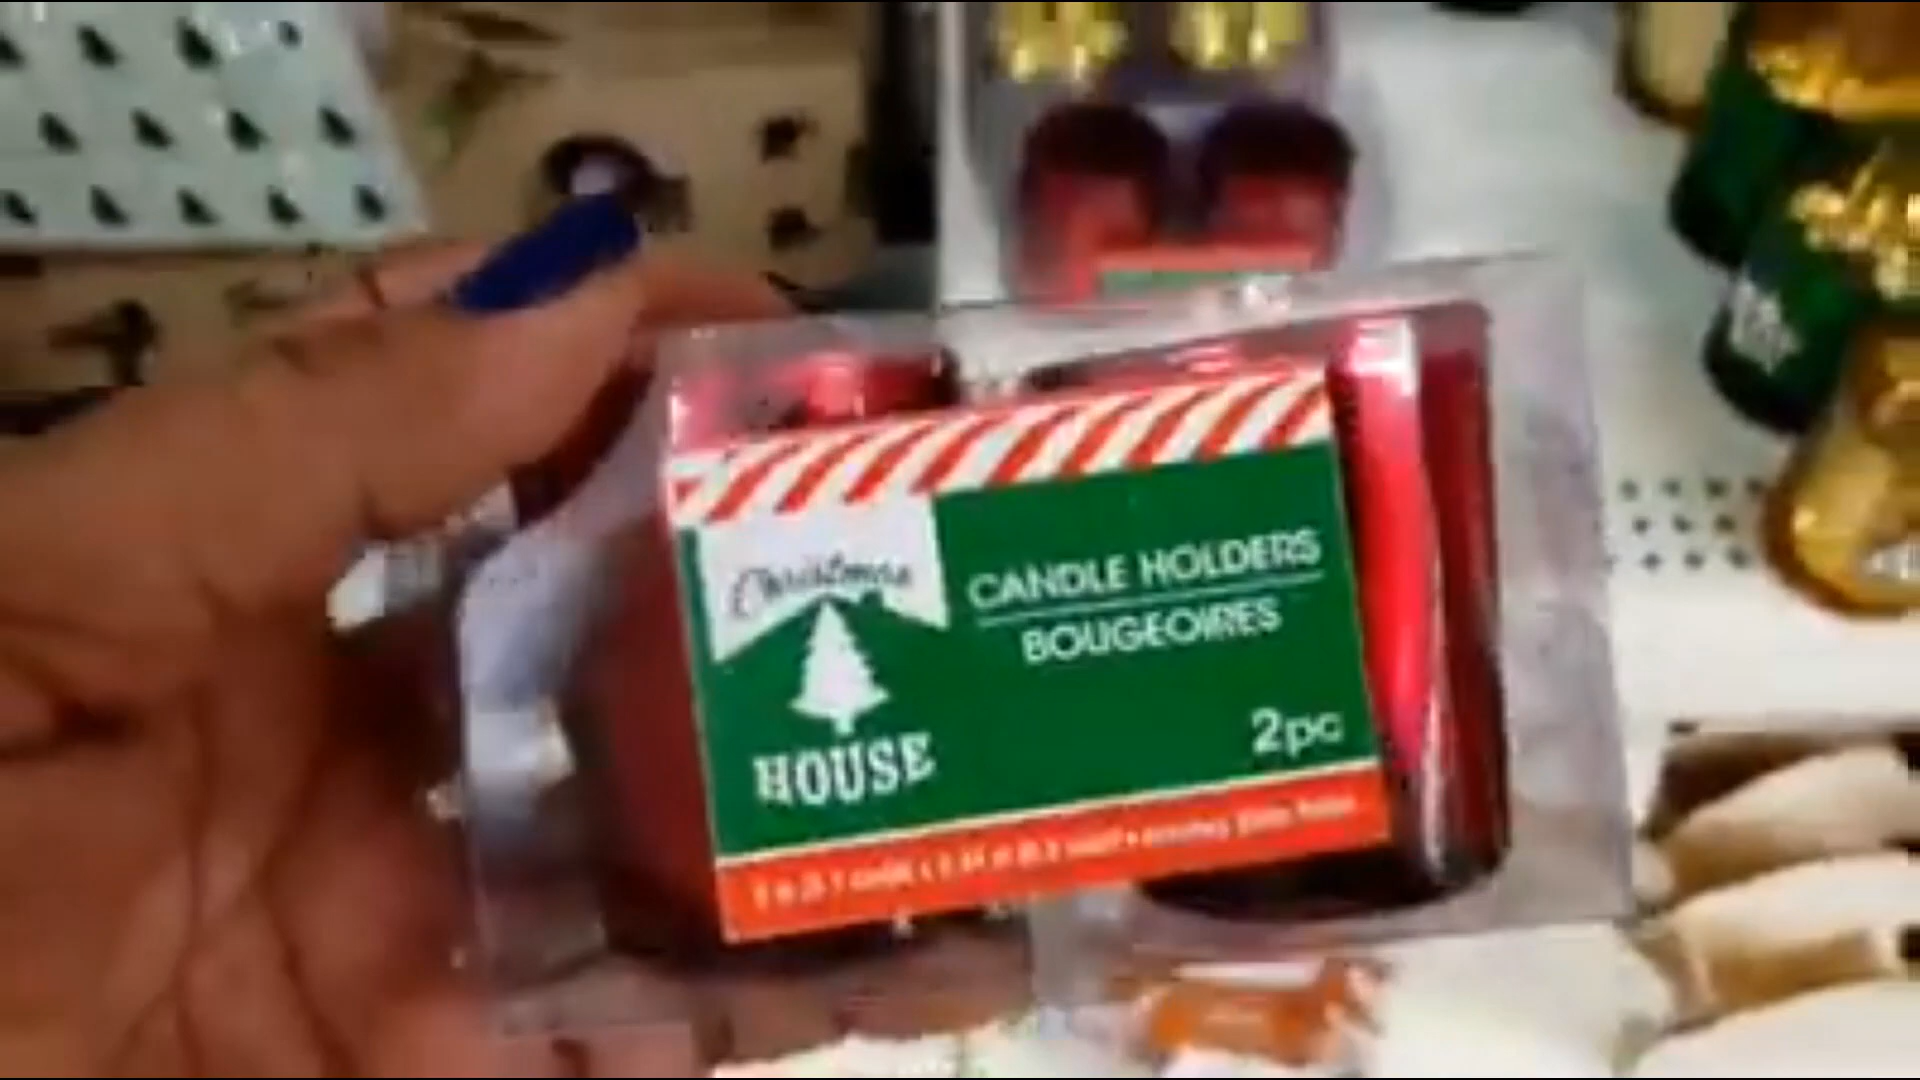 Christmas
HOUSE
CANDLE HOLDERS
BOUGEOIRES
2pc